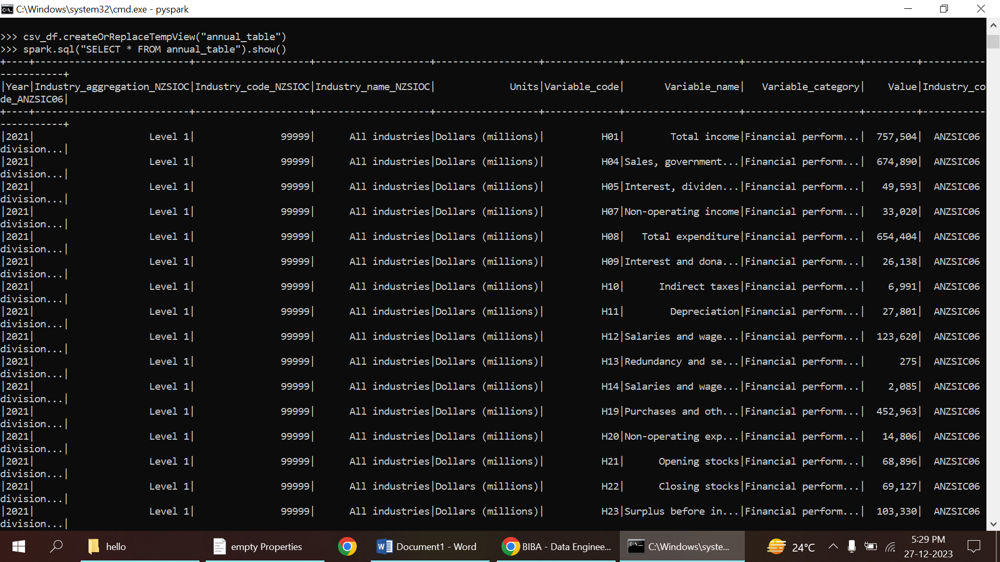 C:\Windows\system32\cmd.exe - pyspark
>>> csv_df.createOrReplaceTempView("annual_table")
>>> spark.sql("SELECT * FROM annual_table").show()
+----+---------------------------+--------------------+--------------------+------------------+-------------+--------------------+--------------------+---------+-----------
-----------+
|Year|Industry_aggregation_NZSIOC|Industry_code_NZSIOC|Industry_name_NZSIOC|             Units|Variable_code|       Variable_name|   Variable_category|    Value|Industry_co
de_ANZSIC06|
+----+---------------------------+--------------------+--------------------+------------------+-------------+--------------------+--------------------+---------+-----------
-----------+
|2021|                    Level 1|               99999|      All industries|Dollars (millions)|          H01|        Total income|Financial perform...|  757,504|  ANZSIC06
division...|
|2021|                    Level 1|               99999|      All industries|Dollars (millions)|          H04|Sales, government...|Financial perform...|  674,890|  ANZSIC06
division...|
|2021|                    Level 1|               99999|      All industries|Dollars (millions)|          H05|Interest, dividen...|Financial perform...|   49,593|  ANZSIC06
division...|
|2021|                    Level 1|               99999|      All industries|Dollars (millions)|          H07|Non-operating income|Financial perform...|   33,020|  ANZSIC06
division...|
|2021|                    Level 1|               99999|      All industries|Dollars (millions)|          H08|   Total expenditure|Financial perform...|  654,404|  ANZSIC06
division...|
|2021|                    Level 1|               99999|      All industries|Dollars (millions)|          H09|Interest and dona...|Financial perform...|   26,138|  ANZSIC06
division...|
|2021|                    Level 1|               99999|      All industries|Dollars (millions)|          H10|      Indirect taxes|Financial perform...|    6,991|  ANZSIC06
division...|
|2021|                    Level 1|               99999|      All industries|Dollars (millions)|          H11|        Depreciation|Financial perform...|   27,801|  ANZSIC06
division...|
|2021|                    Level 1|               99999|      All industries|Dollars (millions)|          H12|Salaries and wage...|Financial perform...|  123,620|  ANZSIC06
division...|
|2021|                    Level 1|               99999|      All industries|Dollars (millions)|          H13|Redundancy and se...|Financial perform...|      275|  ANZSIC06
division...|
|2021|                    Level 1|               99999|      All industries|Dollars (millions)|          H14|Salaries and wage...|Financial perform...|    2,085|  ANZSIC06
division...|
|2021|                    Level 1|               99999|      All industries|Dollars (millions)|          H19|Purchases and oth...|Financial perform...|  452,963|  ANZSIC06
division...|
|2021|                    Level 1|               99999|      All industries|Dollars (millions)|          H20|Non-operating exp...|Financial perform...|   14,806|  ANZSIC06
division...|
|2021|                    Level 1|               99999|      All industries|Dollars (millions)|          H21|      Opening stocks|Financial perform...|   68,896|  ANZSIC06
division...|
|2021|                    Level 1|               99999|      All industries|Dollars (millions)|          H22|      Closing stocks|Financial perform...|   69,127|  ANZSIC06
division...|
|2021|                    Level 1|               99999|      All industries|Dollars (millions)|          H23|Surplus before in...|Financial perform...|  103,330|  ANZSIC06
division...|
hello
empty Properties
Document1 - Word
BIBA - Data Enginee...
C:\Windows\syste...
24°C
5:29 PM
27-12-2023